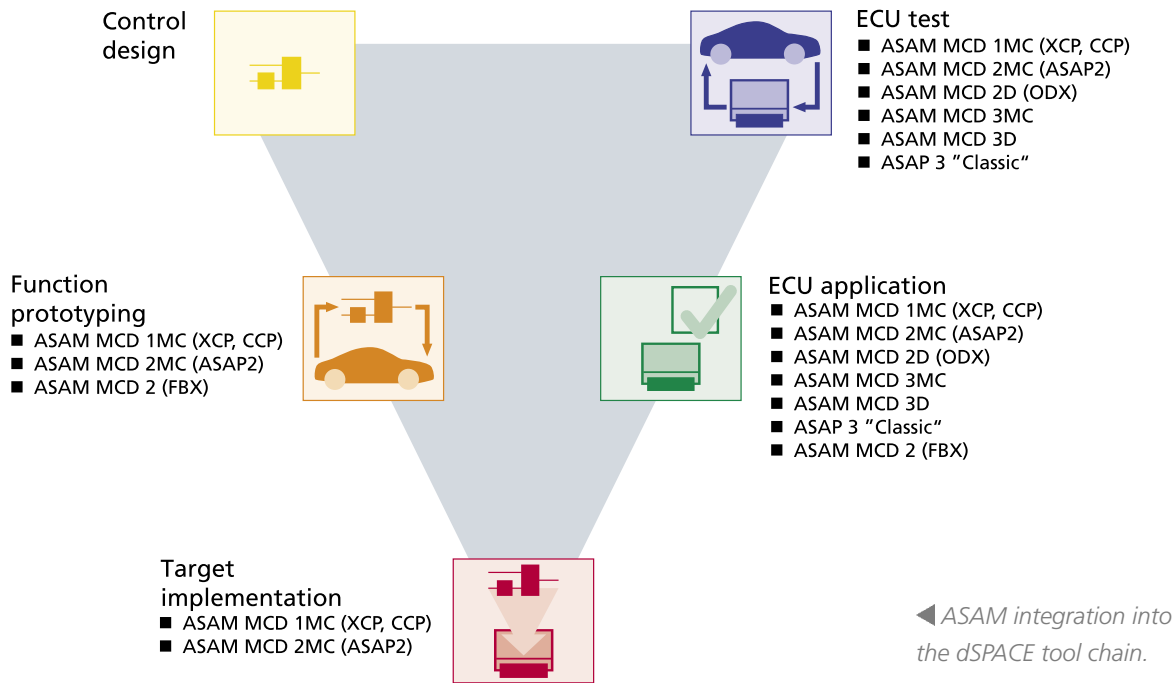 Control
design
ECU test
■ ASAM MCD 1MC (XCP, CCP)
■ ASAM MCD 2MC (ASAP2)
■ ASAM MCD 2D (ODX)
■ ASAM MCD 3MC
■ ASAM MCD 3D
■ ASAP 3 ”Classic“
Function
prototyping
■ ASAM MCD 1MC (XCP, CCP)
■ ASAM MCD 2MC (ASAP2)
■ ASAM MCD 2 (FBX)
ECU application
■ ASAM MCD 1MC (XCP, CCP)
■ ASAM MCD 2MC (ASAP2)
■ ASAM MCD 2D (ODX)
■ ASAM MCD 3MC
■ ASAM MCD 3D
■ ASAP 3 ”Classic“
■ ASAM MCD 2 (FBX)
Target
implementation
■ ASAM MCD 1MC (XCP, CCP)
■ ASAM MCD 2MC (ASAP2)
◀ ASAM integration into
the dSPACE tool chain.